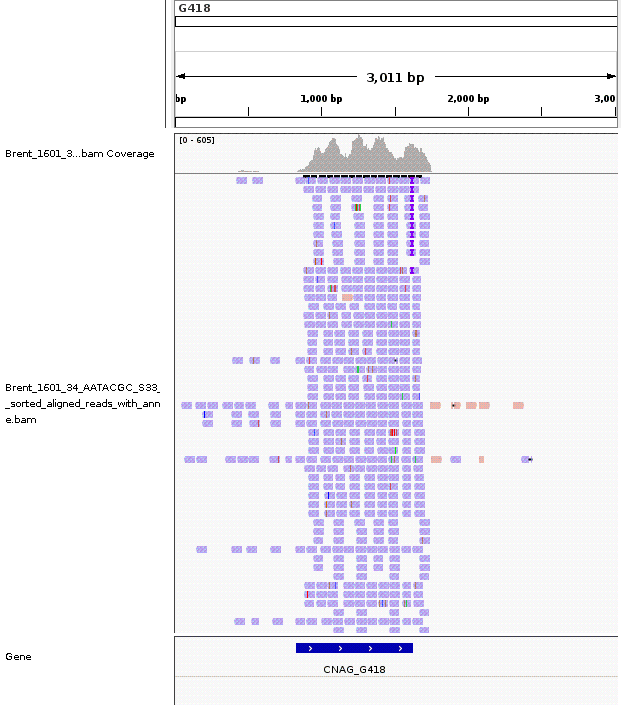 G418
3,011 bp
bp 1,000 bp 2,000 bp 3,00
[0 - 605]
Brent_1601_3...bam Coverage
Brent_1601_34_AATACGC_S33_
_sorted_aligned_reads_with_ann
e.bam
Gene
CNAG_G418